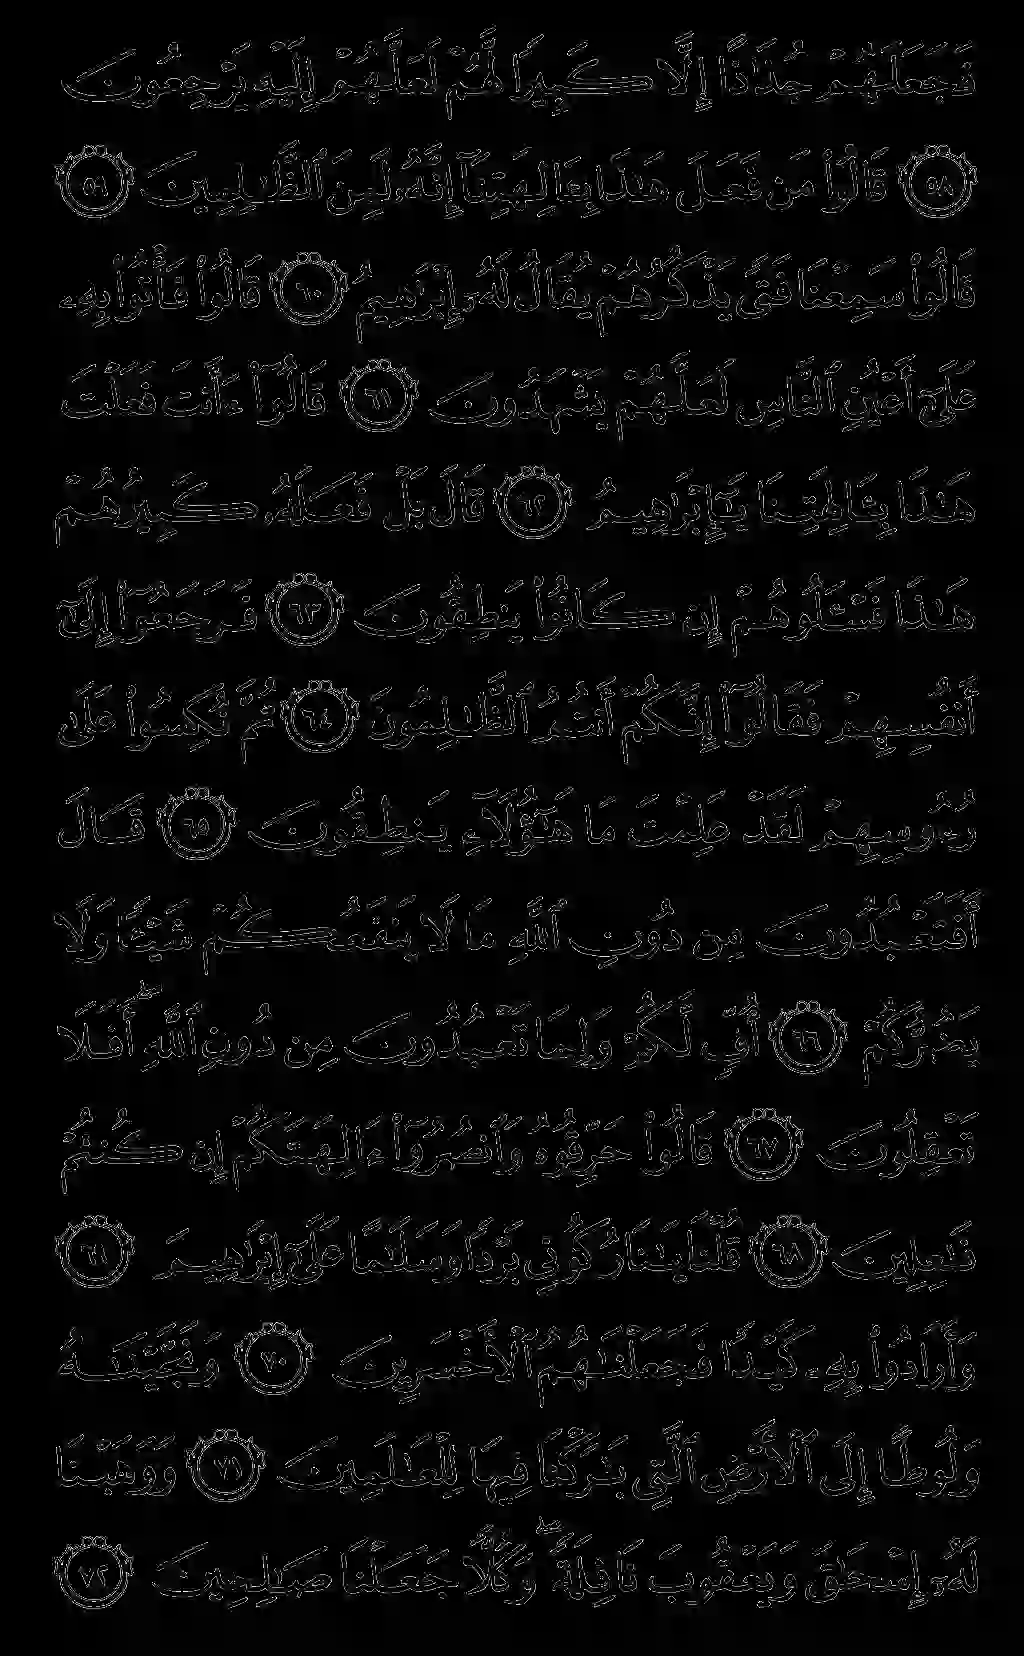 فَجَعَلَهُمْ جُذَٰذًا إِلَّا كَبِيرًا لَّهُمْ لَعَلَّهُمْ إِلَيْهِ يَرْجِعُونَ
٥٨ قَالُوا۟ مَن فَعَلَ هَٰذَا بِـَٔالِهَتِنَآ إِنَّهُۥ لَمِنَ ٱلظَّٰلِمِينَ ٥٩
قَالُوا۟ سَمِعْنَا فَتًى يَذْكُرُهُمْ يُقَالُ لَهُۥٓ إِبْرَٰهِيمُ ٦٠ قَالُوا۟ فَأْتُوا۟ بِهِۦ
عَلَىٰٓ أَعْيُنِ ٱلنَّاسِ لَعَلَّهُمْ يَشْهَدُونَ ٦١ قَالُوٓا۟ ءَأَنتَ فَعَلْتَ
هَٰذَا بِـَٔالِهَتِنَا يَٰٓإِبْرَٰهِيمُ ٦٢ قَالَ بَلْ فَعَلَهُۥ كَبِيرُهُمْ
هَٰذَا فَسْـَٔلُوهُمْ إِن كَانُوا۟ يَنطِقُونَ ٦٣ فَرَجَعُوٓا۟ إِلَىٰٓ
أَنفُسِهِمْ فَقَالُوٓا۟ إِنَّكُمْ أَنتُمُ ٱلظَّٰلِمُونَ ٦٤ ثُمَّ نُكِسُوا۟ عَلَىٰ
رُءُوسِهِمْ لَقَدْ عَلِمْتَ مَا هَٰٓؤُلَآءِ يَنطِقُونَ ٦٥ قَالَ
أَفَتَعْبُدُونَ مِن دُونِ ٱللَّهِ مَا لَا يَنفَعُكُمْ شَيْـًٔا وَلَا
يَضُرُّكُمْ ٦٦ أُفٍّ لَّكُمْ وَلِمَا تَعْبُدُونَ مِن دُونِ ٱللَّهِ ۖ أَفَلَا
تَعْقِلُونَ ٦٧ قَالُوا۟ حَرِّقُوهُ وَٱنصُرُوٓا۟ ءَالِهَتَكُمْ إِن كُنتُمْ
فَٰعِلِينَ ٦٨ قُلْنَا يَٰنَارُ كُونِى بَرْدًا وَسَلَٰمًا عَلَىٰٓ إِبْرَٰهِيمَ ٦٩
وَأَرَادُوا۟ بِهِۦ كَيْدًا فَجَعَلْنَٰهُمُ ٱلْأَخْسَرِينَ ٧٠ وَنَجَّيْنَٰهُ
وَلُوطًا إِلَى ٱلْأَرْضِ ٱلَّتِى بَٰرَكْنَا فِيهَا لِلْعَٰلَمِينَ ٧١ وَوَهَبْنَا
لَهُۥٓ إِسْحَٰقَ وَيَعْقُوبَ نَافِلَةً ۖ وَكُلًّا جَعَلْنَا صَٰلِحِينَ ٧٢